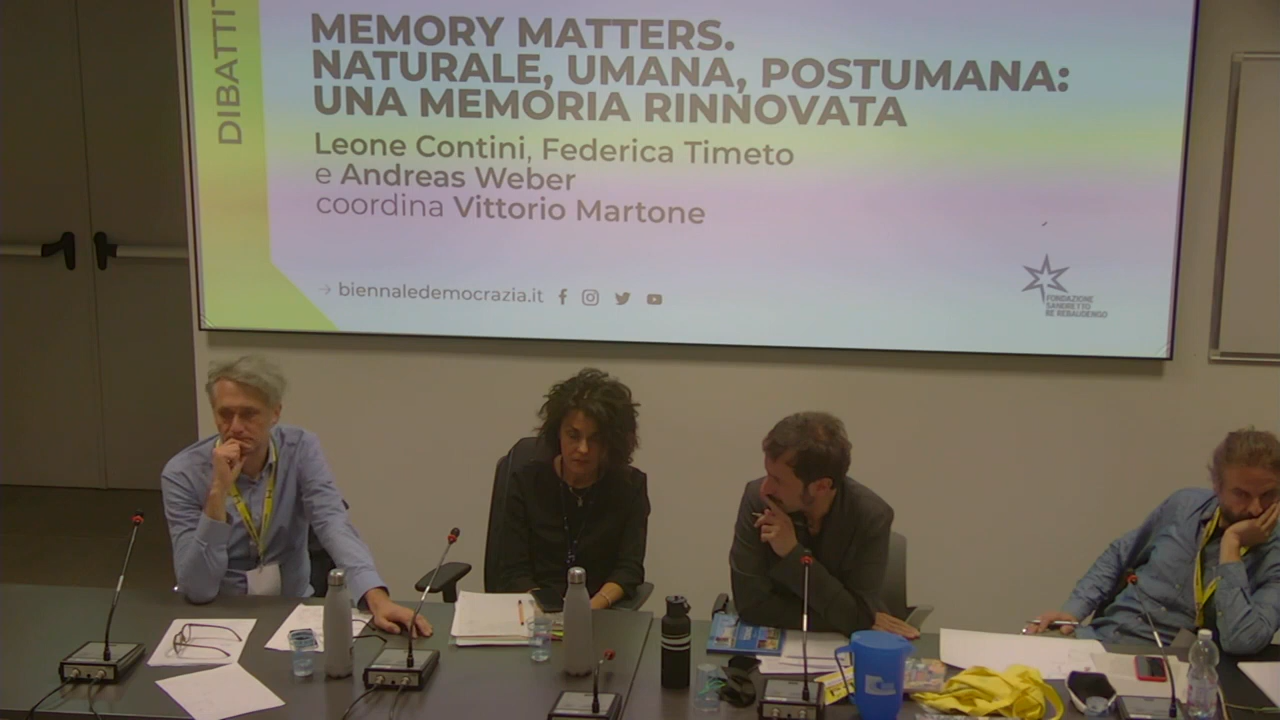 DIBATTIT
MEMORY MATTERS.
NATURALE, UMANA, POSTUMANA:
UNA MEMORIA RINNOVATA
Leone Contini, Federica Timeto
e Andreas Weber
coordina Vittorio Martone
→ biennaledemocrazia.it
FONDAZIONE
SANDRETTO
RE REBAUDENGO